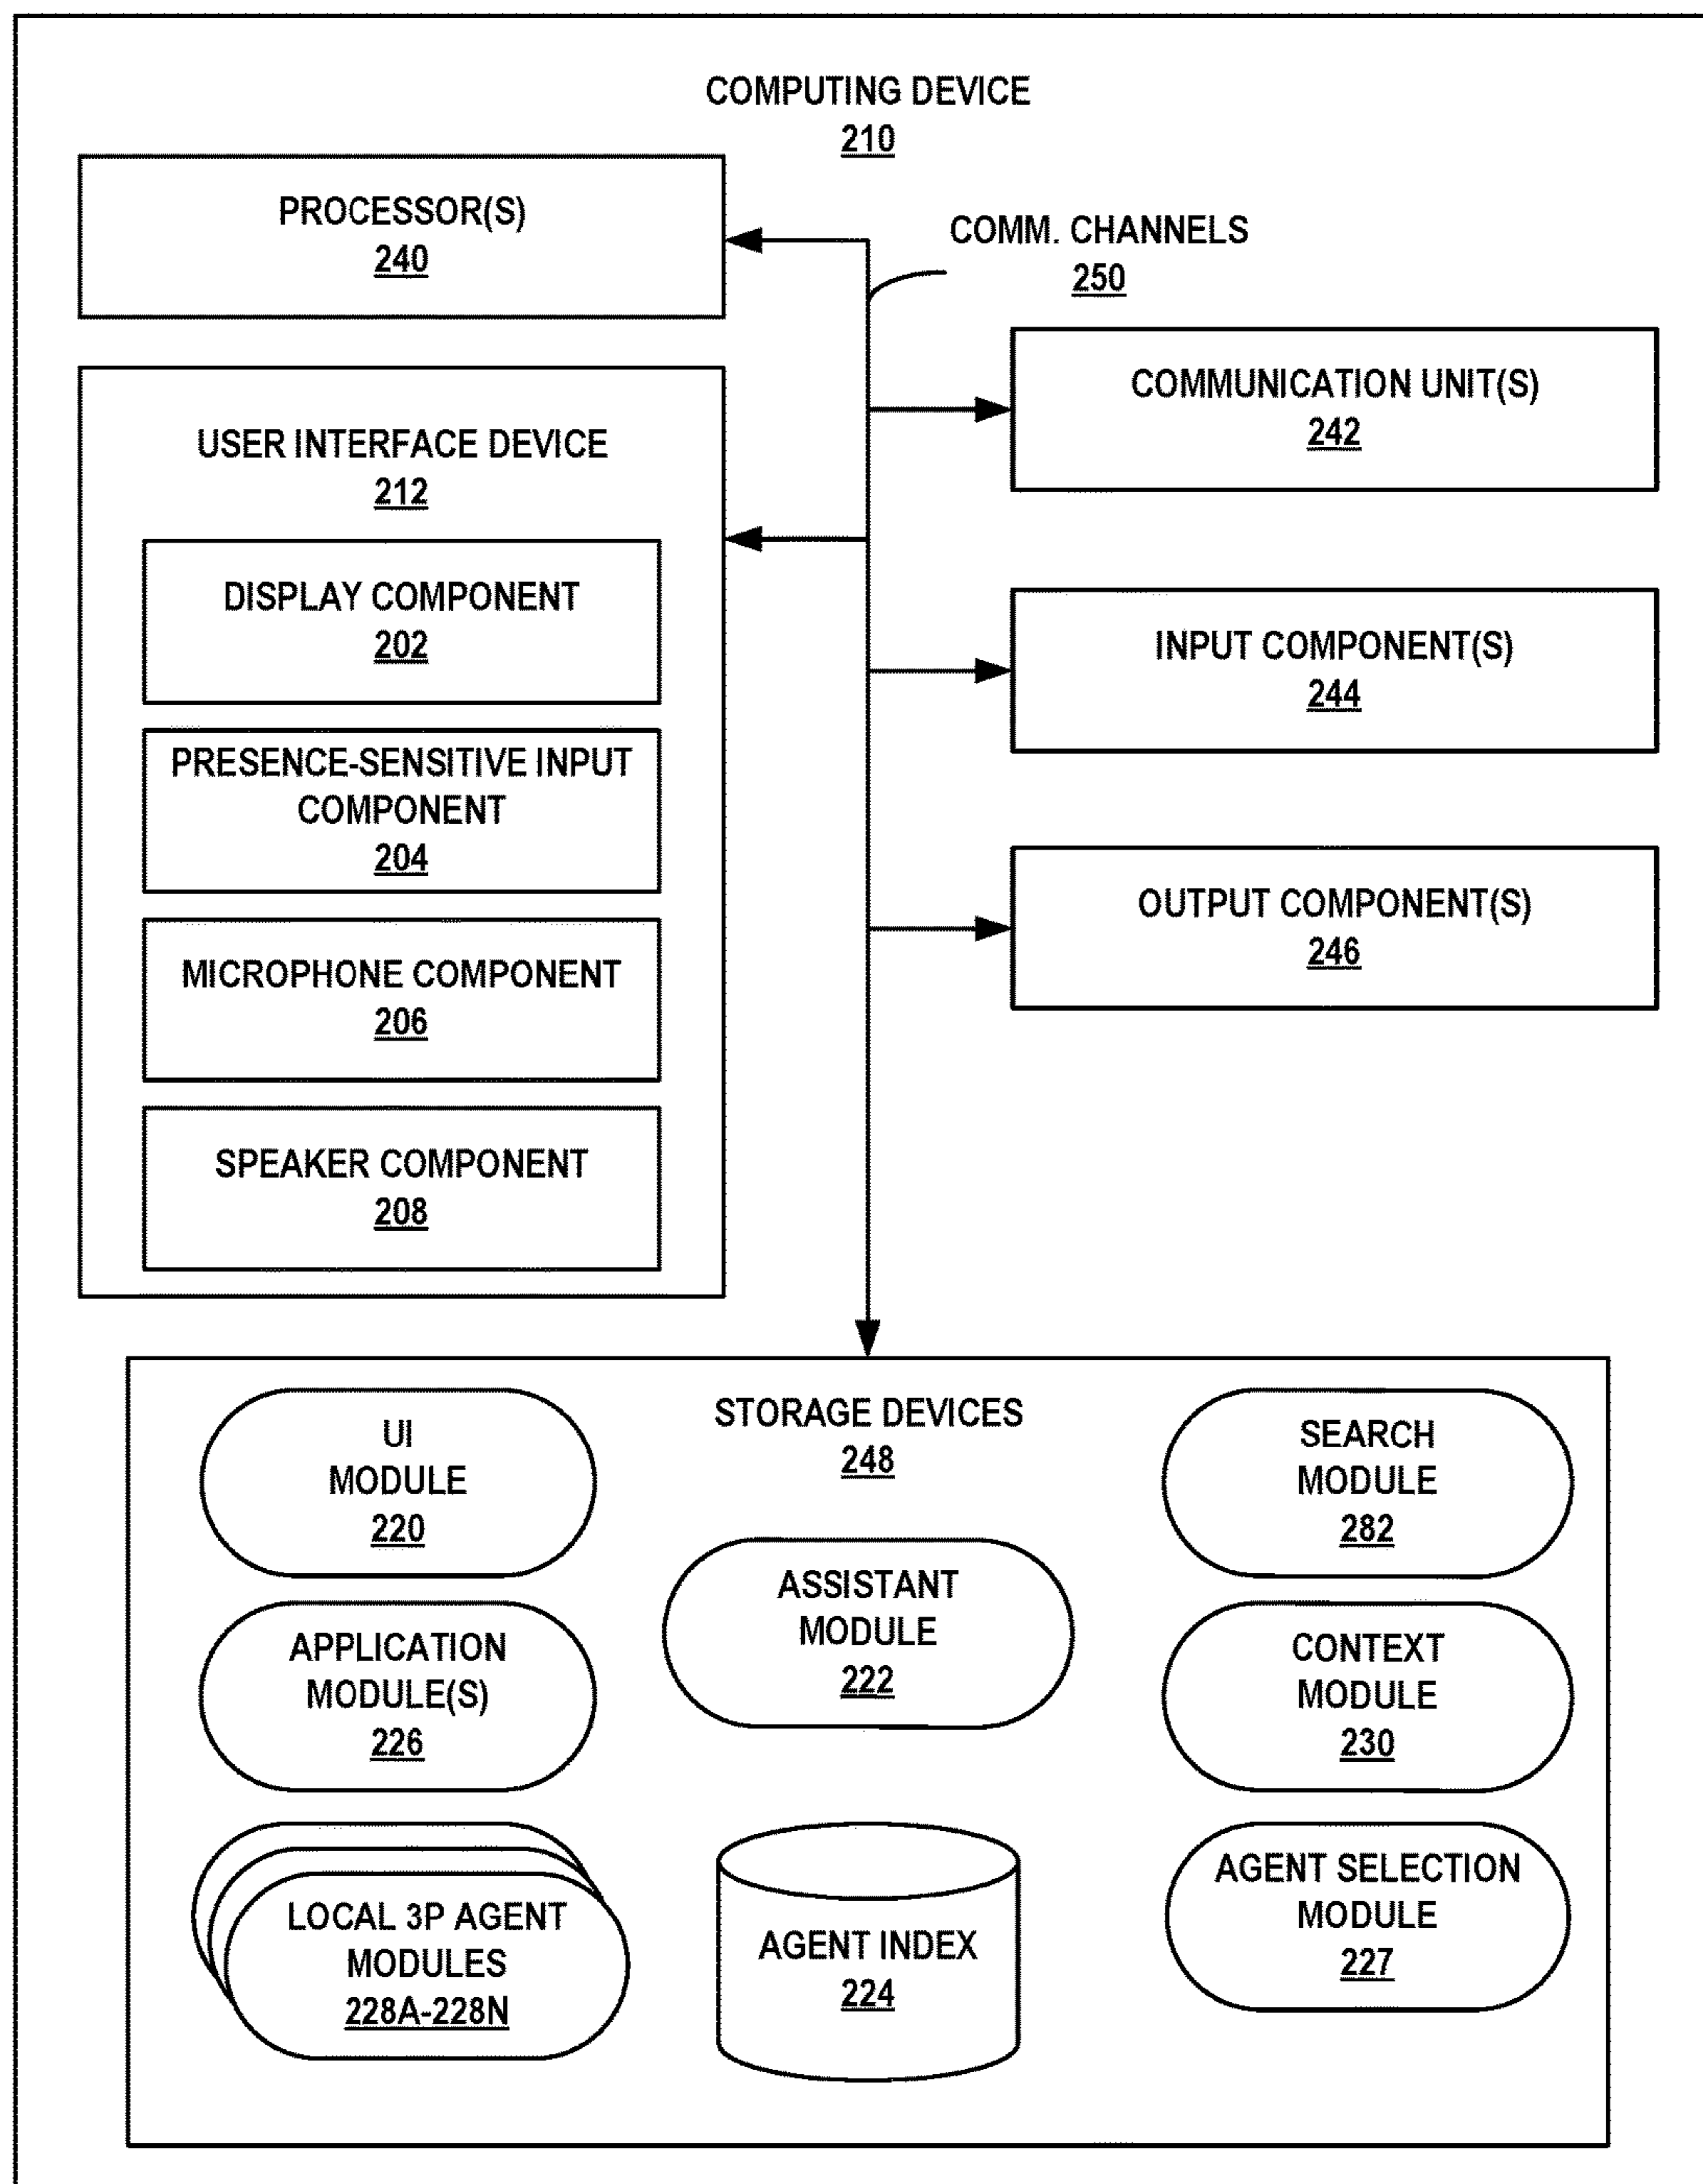 COMPUTING DEVICE
210
PROCESSOR(S)
240
COMM. CHANNELS
250
COMMUNICATION UNIT(S)
242
USER INTERFACE DEVICE
212
DISPLAY COMPONENT
202
INPUT COMPONENT(S)
244
PRESENCE-SENSITIVE INPUT
COMPONENT
204
OUTPUT COMPONENT(S)
246
MICROPHONE COMPONENT
206
SPEAKER COMPONENT
208
STORAGE DEVICES
248
UI
MODULE
220
SEARCH
MODULE
282
ASSISTANT
MODULE
222
APPLICATION
MODULE(S)
226
CONTEXT
MODULE
230
LOCAL 3P AGENT
MODULES
228A-228N
AGENT INDEX
224
AGENT SELECTION
MODULE
227